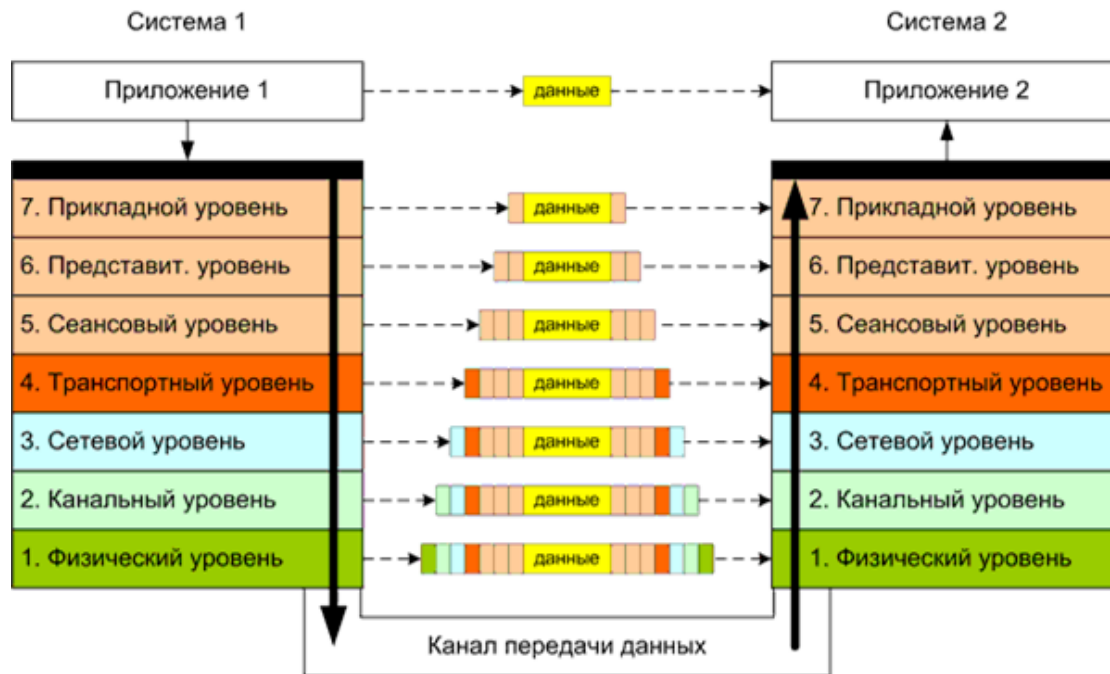 Система 1
Система 2
Приложение 1
данные
Приложение 2
7. Прикладной уровень
данные
7. Прикладной уровень
6. Представит. уровень
данные
6. Представит. уровень
5. Сеансовый уровень
данные
5. Сеансовый уровень
4. Транспортный уровень
данные
4. Транспортный уровень
3. Сетевой уровень
данные
3. Сетевой уровень
2. Канальный уровень
данные
2. Канальный уровень
1. Физический уровень
данные
1. Физический уровень
Канал передачи данных